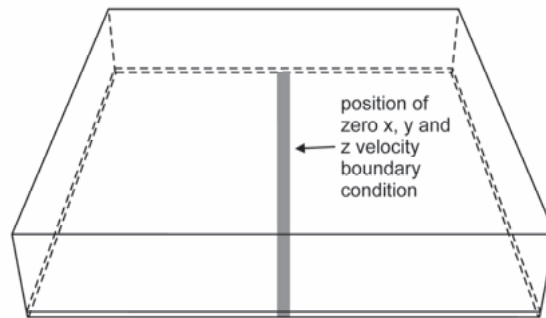 position of
zero x, y and
z velocity
boundary
condition